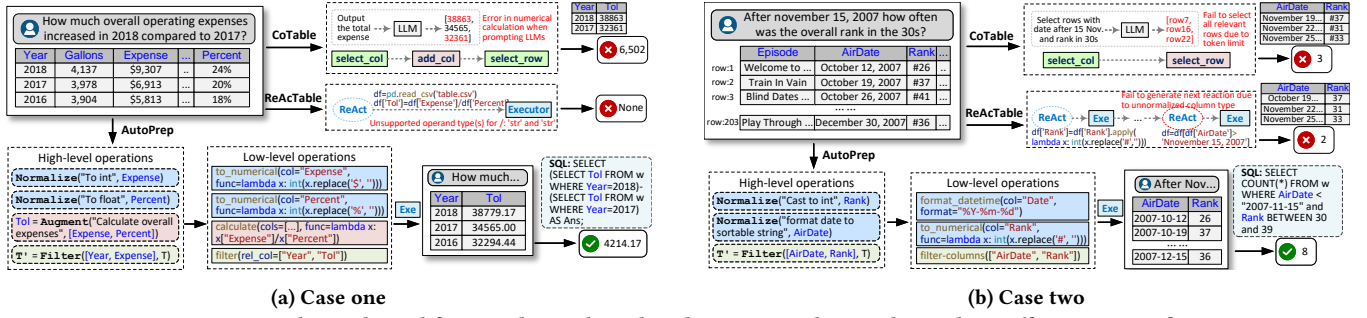 How much overall operating expenses
increased in 2018 compared to 2017?
Year Gallons Expense ... Percent
2018 4,137 $9,307 .. 24%
2017 3,978 $6,913 ... 20%
2016 3,904 $5,813 ... 18%
CoTable
ReAcTable
AutoPrep
Output
the total
expense
LLM
[38863,
34565,
32361]
Error in numerical
calculation when
prompting LLMs
select_col
add_col
select_row
Year Tol
2018 38863
2017 32361
6,502
ReAct
df=pd.read_csv('table.csv')
df['Tol']=df['Expense']/df['Percent']
Executor
Unsupported operand type(s) for /: 'str' and 'str'
None
High-level operations
Normalize("To int", Expense)
Normalize("To float", Percent)
Tol = Augment("Calculate overall
expenses", [Expense, Percent])
T' = Filter([Year, Expense], T)
Low-level operations
to_numerical(col="Expense",
func=lambda x: int(x.replace('$', '')))
to_numerical(col="Percent",
func=lambda x: int(x.replace('%', '')))
calculate(cols=[...], func=lambda x:
x["Expense"]/x["Percent"])
filter(rel_col=["Year", "Tol"])
Exe
How much...
Year Tol
2018 38779.17
2017 34565.00
2016 32294.44
SQL: SELECT
(SELECT Tol FROM w
WHERE Year=2018)-
(SELECT Tol FROM w
WHERE Year=2017)
AS Ans;
4214.17
(a) Case one
After november 15, 2007 how often
was the overall rank in the 30s?
Episode AirDate Rank ...
row:1 Welcome to ... October 12, 2007 #26 ..
row:2 Train In Vain October 19, 2007 #37 ...
row:3 Blind Dates ... October 26, 2007 #41 ...
... ...
row:203 Play Through ... December 30, 2007 #36 ...
CoTable
ReAcTable
AutoPrep
Select rows with
date after 15 Nov.
and rank in 30s
LLM
[row7,
row16,
row22]
Fail to select
all relevant
rows due to
token limit
select_col
select_row
AirDate Rank
November 19... #37
November 22... #31
November 25... #33
3
Fail to generate next reaction due
to unnormalized column type
ReAct
Exe
...
ReAct
Exe
df['Rank']=df['Rank'].apply(
lambda x: int(x.replace('#','')))
df=df[df['AirDate']>
'Nnovember 15, 2007']
AirDate Rank
October 19... 37
November 22... 31
November 25... 33
2
High-level operations
Normalize("Cast to int", Rank)
Normalize("format date to
sortable string", AirDate)
T' = Filter([AirDate, Rank], T)
Low-level operations
format_datetime(col="Date",
format="%Y-%m-%d")
to_numerical(col="Rank",
func=lambda x: int(x.replace('#', '')))
filter-columns(["AirDate", "Rank"])
Exe
After Nov...
AirDate Rank
2007-10-12 26
2007-10-19 37
... ...
2007-12-15 36
SQL: SELECT
COUNT(*) FROM w
WHERE AirDate <
"2007-11-15" and
Rank BETWEEN 30
and 39
8
(b) Case two